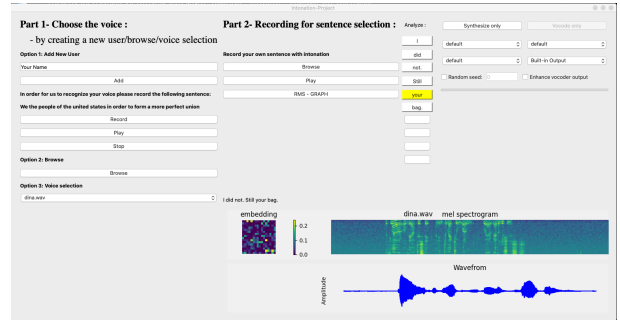 Intonation-Project
Part 1- Choose the voice :
- by creating a new user/browse/voice selection
Option 1: Add New User
Your Name
Add
In order for us to recognize your voice please record the following sentence:
We the people of the united states in order to form a more perfect union
Record
Play
Stop
Option 2: Browse
Browse
Option 3: Voice selection
dina.wav
Part 2- Recording for sentence selection :
Record your own sentence with intonation
Browse
Play
RMS - GRAPH
I did not. Still your bag.
Analyze :
I
did
not.
Still
your
bag.
Synthesize only
Vocode only
default
default
default
Built-in Output
Random seed:
0
Enhance vocoder output
embedding
0.2
0.1
0.0
dina.wav
mel spectrogram
Wavefrom
Amplitude